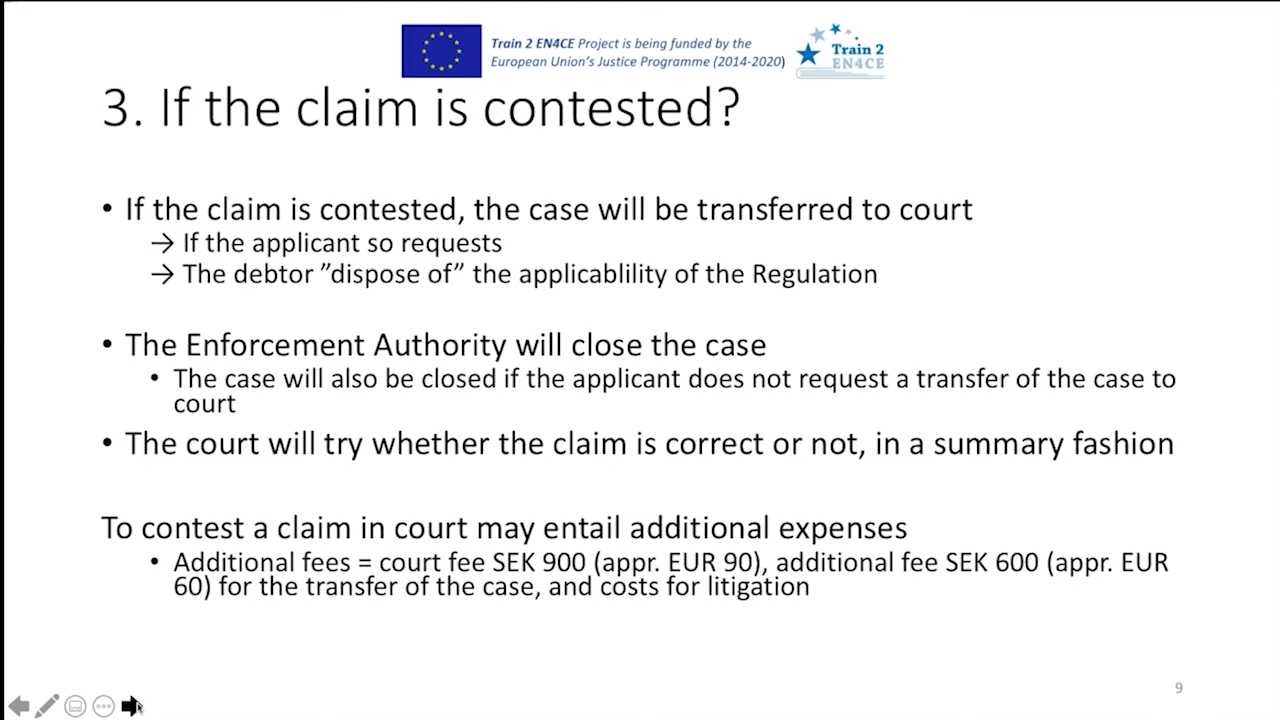 Train 2 EN4CE Project is being funded by the
European Union's Justice Programme (2014-2020)
Train 2
EN4CE
3. If the claim is contested?
• If the claim is contested, the case will be transferred to court
→ If the applicant so requests
→ The debtor ”dispose of” the applicablility of the Regulation
• The Enforcement Authority will close the case
• The case will also be closed if the applicant does not request a transfer of the case to
court
• The court will try whether the claim is correct or not, in a summary fashion
To contest a claim in court may entail additional expenses
• Additional fees = court fee SEK 900 (appr. EUR 90), additional fee SEK 600 (appr. EUR
60) for the transfer of the case, and costs for litigation
9